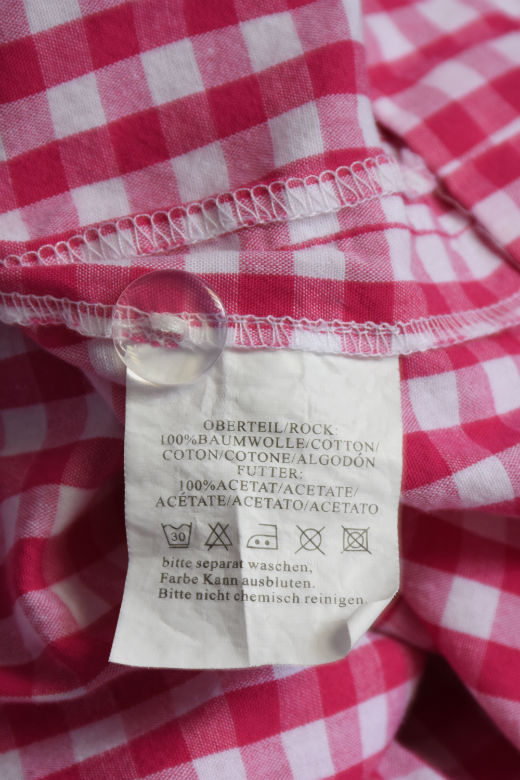 OBERTEIL/ROCK:
100%BAUMWOLLE/COTTON/
COTON/COTONE/ALGODÓN
FUTTER:
100%ACETAT/ACETATE/
ACÉTATE/ACETATO/ACETATO
30
bitte separat waschen,
Farbe Kann ausbluten.
Bitte nicht chemisch reinigen